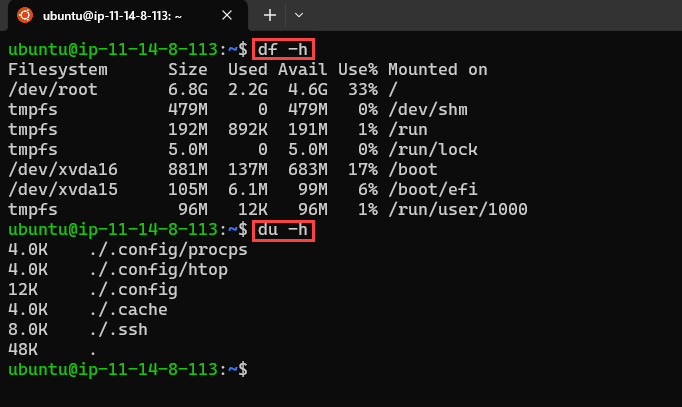 ubuntu@ip-11-14-8-113: ~
ubuntu@ip-11-14-8-113:~$ df -h
Filesystem      Size  Used Avail Use% Mounted on
/dev/root       6.8G  2.2G  4.6G  33% /
tmpfs           479M     0  479M   0% /dev/shm
tmpfs           192M  892K  191M   1% /run
tmpfs           5.0M     0  5.0M   0% /run/lock
/dev/xvda16     881M  137M  683M  17% /boot
/dev/xvda15     105M  6.1M   99M   6% /boot/efi
tmpfs            96M   12K   96M   1% /run/user/1000
ubuntu@ip-11-14-8-113:~$ du -h
4.0K    ./.config/procps
4.0K    ./.config/htop
12K     ./.config
4.0K    ./.cache
8.0K    ./.ssh
48K     .
ubuntu@ip-11-14-8-113:~$